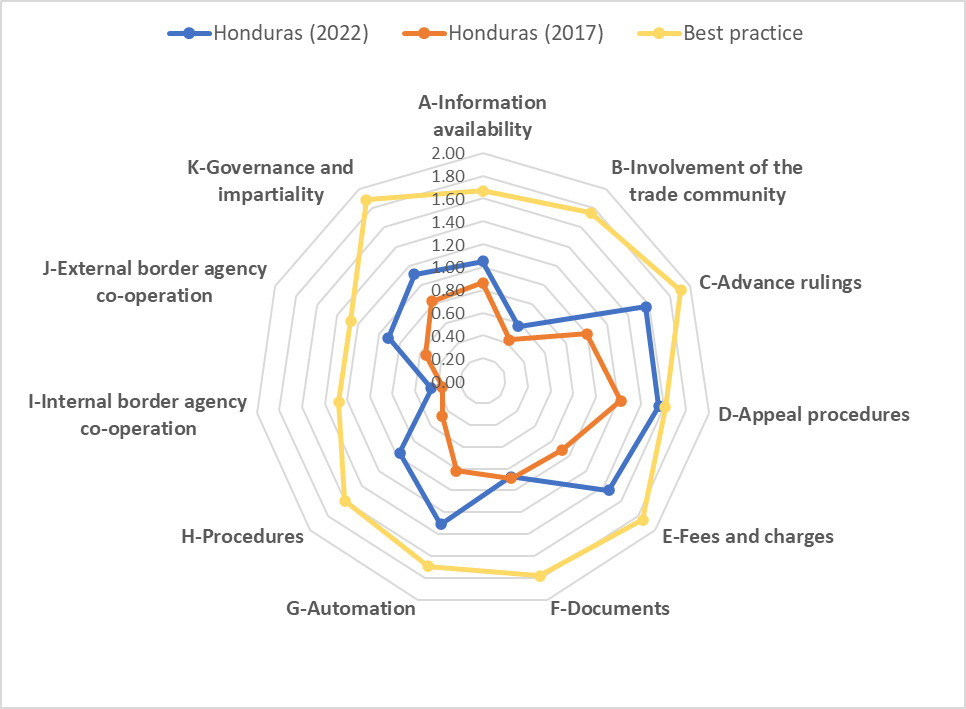 Honduras (2022) Honduras (2017) Best practice
A-Information
availability
B-Involvement of the
trade community
C-Advance rulings
D-Appeal procedures
E-Fees and charges
F-Documents
G-Automation
H-Procedures
I-Internal border agency
co-operation
J-External border agency
co-operation
K-Governance and
impartiality
2.00
1.80
1.60
1.40
1.20
1.00
0.80
0.60
0.40
0.20
0.00